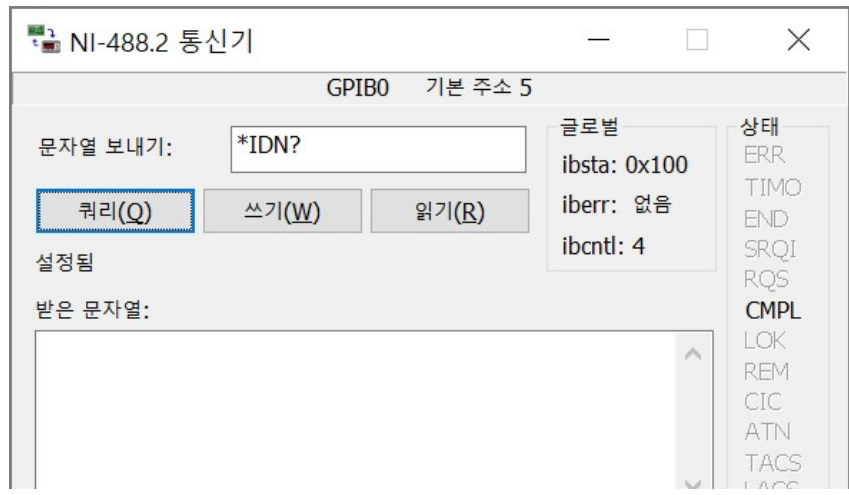 NI-488.2 통신기
GPIB0 기본 주소 5
문자열 보내기:
*IDN?
쿼리(Q)
쓰기(W)
읽기(R)
설정됨
받은 문자열:
글로벌
ibsta: 0x100
iberr: 없음
ibcntl: 4
상태
ERR
TIMO
END
SRQI
RQS
CMPL
LOK
REM
CIC
ATN
TACS